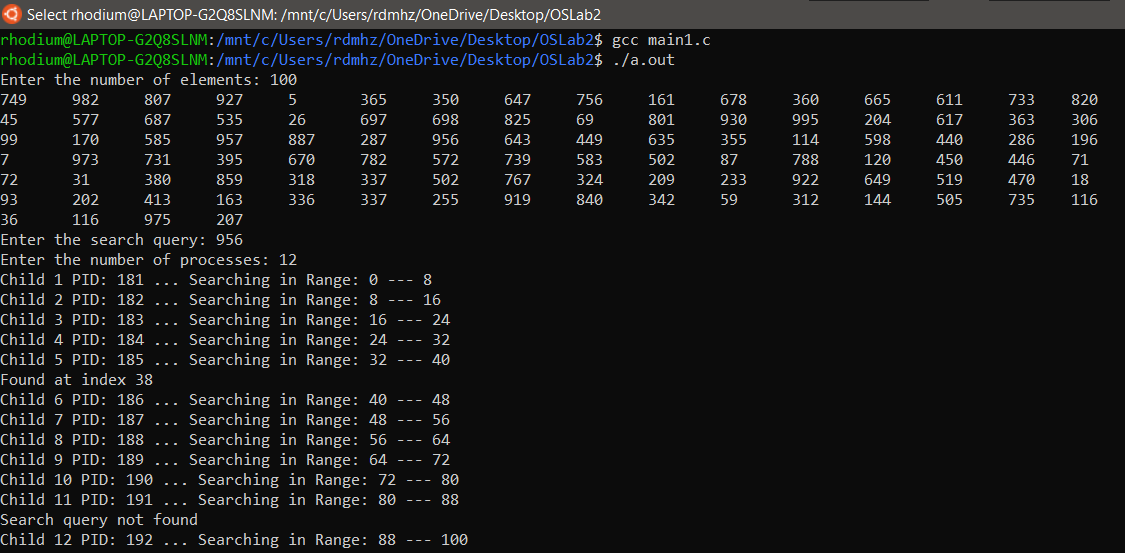 Select rhodium@LAPTOP-G2Q8SLNM: /mnt/c/Users/rdmhz/OneDrive/Desktop/OSLab2
rhodium@LAPTOP-G2Q8SLNM:/mnt/c/Users/rdmhz/OneDrive/Desktop/OSLab2$ gcc main1.c
rhodium@LAPTOP-G2Q8SLNM:/mnt/c/Users/rdmhz/OneDrive/Desktop/OSLab2$ ./a.out
Enter the number of elements: 100
749 982 807 927 5 365 350 647 756 161 678 360 665 611 733 820
45 577 687 535 26 697 698 825 69 801 930 995 204 617 363 306
99 170 585 957 887 287 956 643 449 635 355 114 598 440 286 196
7 973 731 395 670 782 572 739 583 502 87 788 120 450 446 71
72 31 380 859 318 337 502 767 324 209 233 922 649 519 470 18
93 202 413 163 336 337 255 919 840 342 59 312 144 505 735 116
36 116 975 207
Enter the search query: 956
Enter the number of processes: 12
Child 1 PID: 181 ... Searching in Range: 0 --- 8
Child 2 PID: 182 ... Searching in Range: 8 --- 16
Child 3 PID: 183 ... Searching in Range: 16 --- 24
Child 4 PID: 184 ... Searching in Range: 24 --- 32
Child 5 PID: 185 ... Searching in Range: 32 --- 40
Found at index 38
Child 6 PID: 186 ... Searching in Range: 40 --- 48
Child 7 PID: 187 ... Searching in Range: 48 --- 56
Child 8 PID: 188 ... Searching in Range: 56 --- 64
Child 9 PID: 189 ... Searching in Range: 64 --- 72
Child 10 PID: 190 ... Searching in Range: 72 --- 80
Child 11 PID: 191 ... Searching in Range: 80 --- 88
Search query not found
Child 12 PID: 192 ... Searching in Range: 88 --- 100